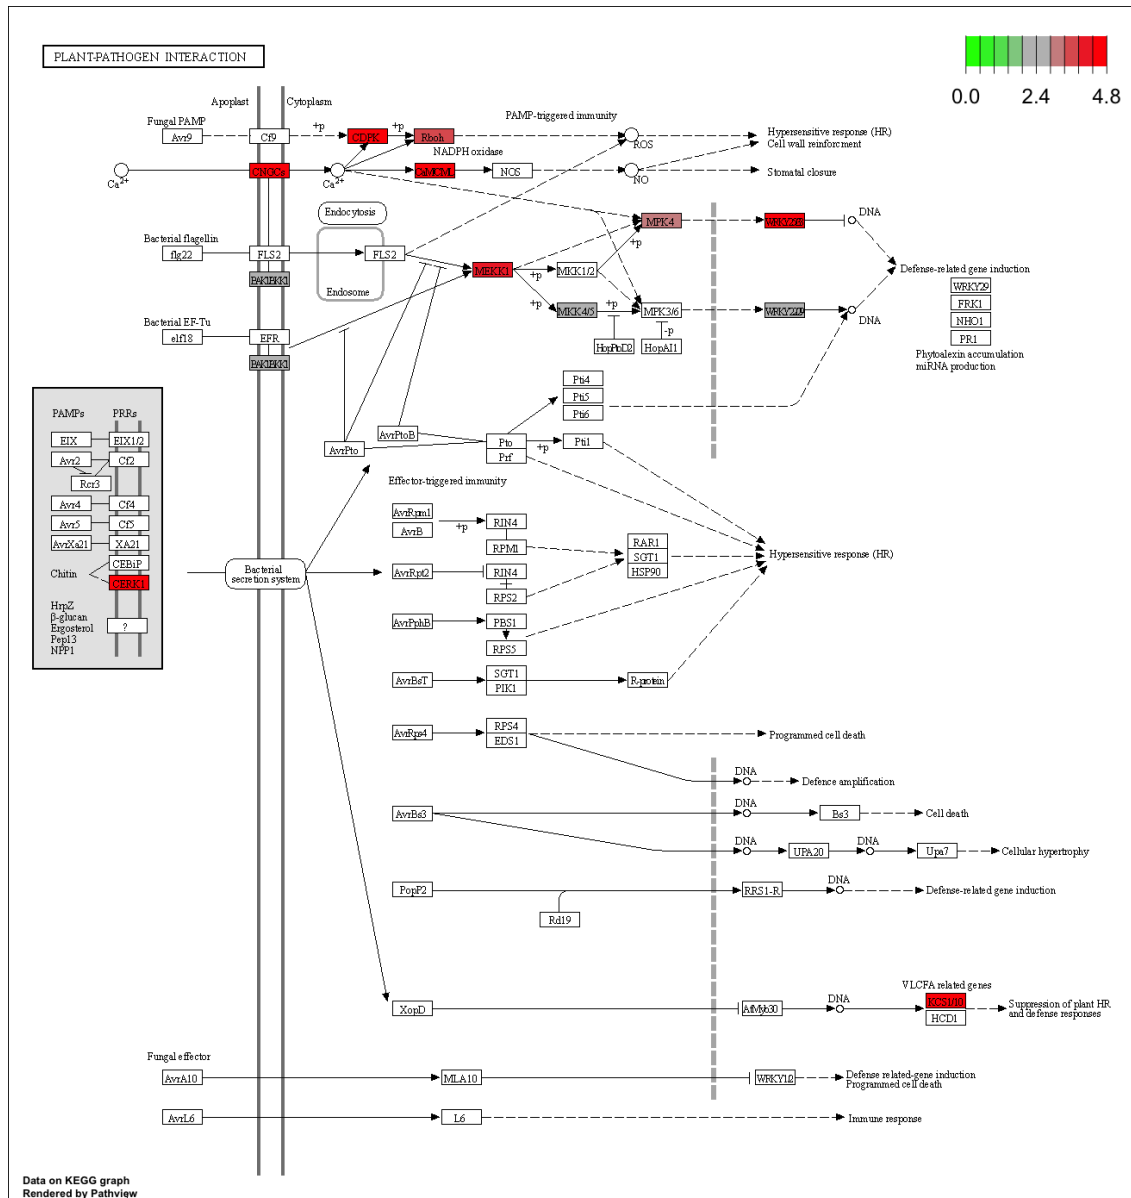 PLANT-PATHOGEN INTERACTION
0.0 2.4 4.8
Apoplast Cytoplasm
Fungal PAMP
PAMP-triggered immunity
Avr9 Cf9 +p CDPK +p Rboh ROS
Hypersensitive response (HR)
Cell wall reinforcment
NADPH oxidase
Ca2+ CNGCs Ca2+ CaMCML NOS NO
Stomatal closure
Endocytosis
MPK4 DNA
Bacterial flagellin
flg22 FLS2 FLS2
+p
MEKK1 +p MKK1/2
Defense-related gene induction
WRKY29
FRK1
NHO1
PR1
Phytoalexin accumulation
miRNA production
Endosome
+p MKK4/5 +p MPK3/6 DNA
-p
HopPtoD2 HopAI1
Bacterial EF-Tu
elf18 EFR
PAMPs PRRs
EIX EIX1/2
Avr2 Cf2
Rcr3
Avr4 Cf4
Avr5 Cf5
AvrXa21 XA21
CEBiP
Chitin
CERK1
HrpZ
β-glucan
Ergosterol
Pep13
NPP1
?
Pti4
Pti5
Pti6
AvrPto AvrPtoB Pto +p Pti1
Prf
Effector-triggered immunity
AvrRpm1 +p RIN4
AvrB RPM1
RAR1
SGT1
HSP90
Hypersensitive response (HR)
Bacterial
secretion system
AvrRpt2 RIN4
RPS2
AvrPphB PBS1
RPS5
AvrBsT SGT1 R-protein
PIK1
AvrRps4 RPS4 Programmed cell death
EDS1
DNA
Defence amplification
DNA
AvrBs3 Bs3 Cell death
DNA DNA
UPA20 Upa7 Cellular hypertrophy
PopP2 RRS1-R DNA Defense-related gene induction
Rd19
VLCFA related genes
XopD AtMyb30 DNA KCS1/10
HCD1
Suppression of plant HR
and defense responses
Fungal effector
AvrA10 MLA10 WRKY1/2
Defense related-gene induction
Programmed cell death
AvrL6 L6 Immune response
Data on KEGG graph
Rendered by Pathview